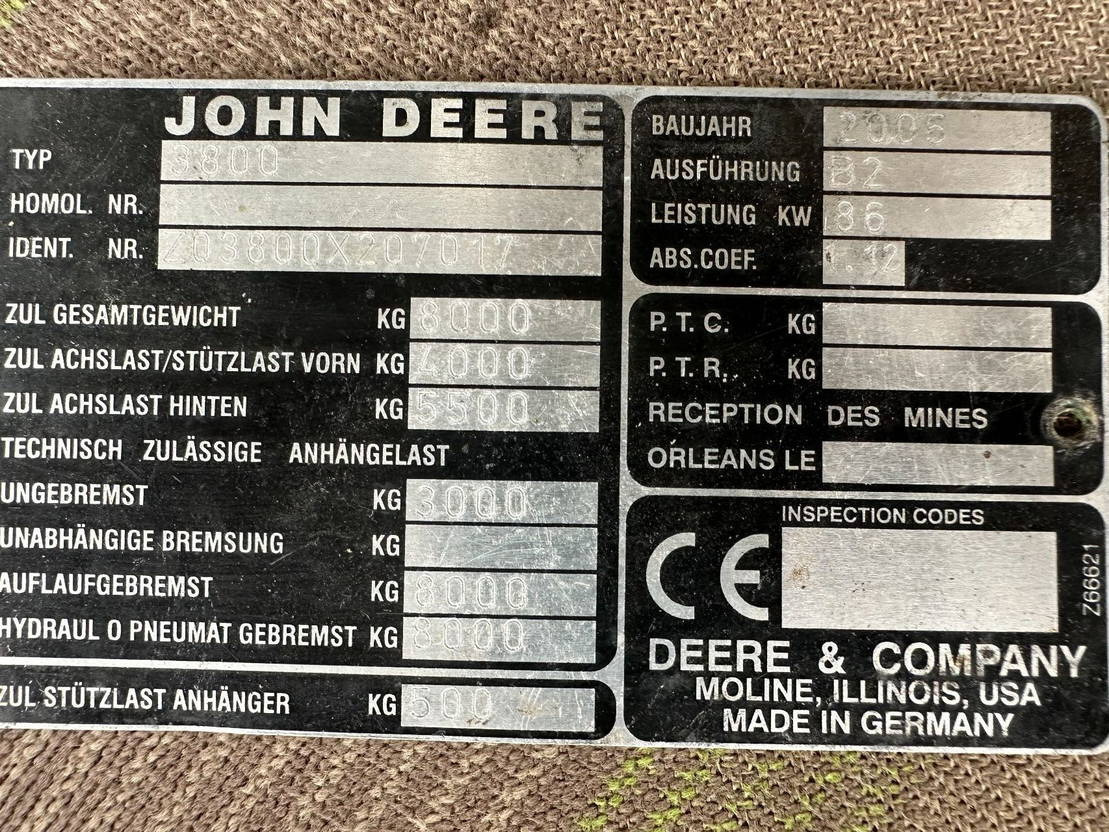 JOHN DEERE
TYP 3800
HOMOL. NR.
IDENT. NR. Z03800X207017
ZUL GESAMTGEWICHT KG 8000
ZUL ACHSLAST/STÜTZLAST VORN KG 4000
ZUL ACHSLAST HINTEN KG 5500
TECHNISCH ZULÄSSIGE ANHÄNGELAST
UNGEBREMST KG 3000
UNABHÄNGIGE BREMSUNG KG
AUFLAUFGEBREMST KG 8000
HYDRAUL O PNEUMAT GEBREMST KG 8000
ZUL STÜTZLAST ANHÄNGER KG 500
BAUJAHR 2005
AUSFÜHRUNG B2
LEISTUNG KW 86
ABS.COEF. 1.12
P. T. C. KG
P. T. R. KG
RECEPTION DES MINES
ORLEANS LE
INSPECTION CODES
CE
Z66621
DEERE & COMPANY
MOLINE, ILLINOIS, USA
MADE IN GERMANY